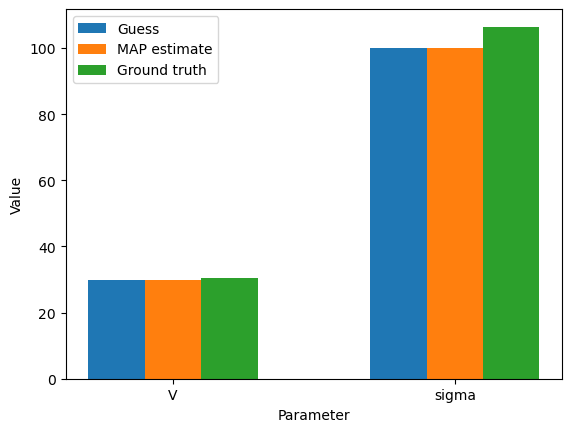 Guess
MAP estimate
Ground truth
100
80
60
40
20
0
Value
V
sigma
Parameter